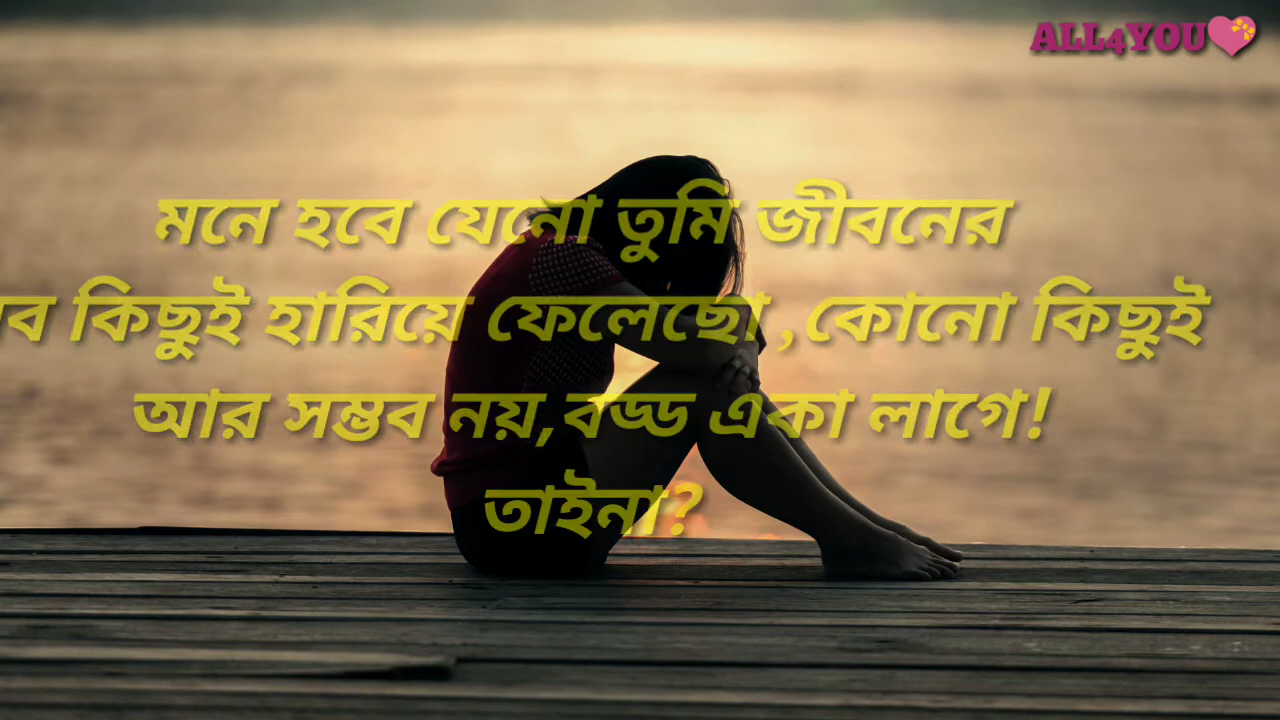 ALL4YOU
মনে হবে যেনো তুমি জীবনের
কিছুই হারিয়ে ফেলেছো ,কোনো কিছুই
আর সম্ভব নয়,বড্ড একা লাগে!
তাইনা?